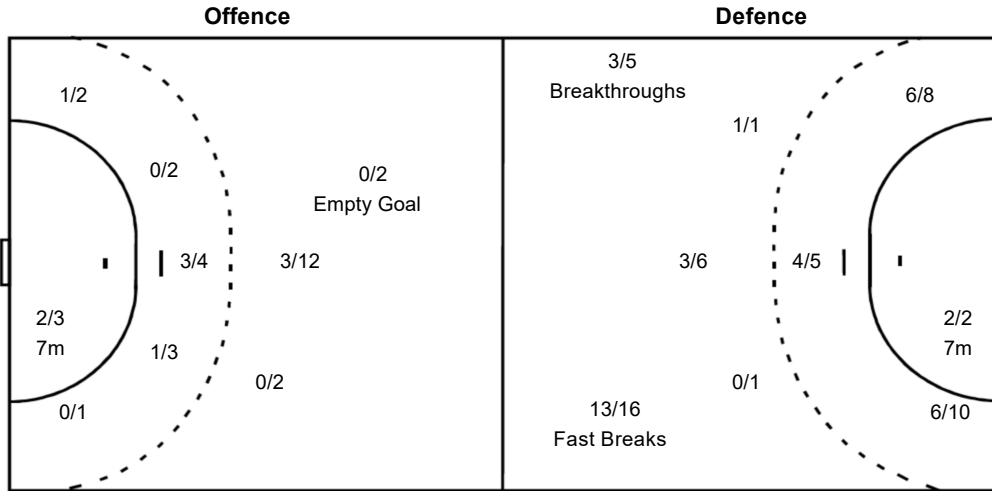 Offence
Defence
1/2
0/2
0/2
Empty Goal
3/4
3/12
2/3
7m
1/3
0/2
0/1
3/5
Breakthroughs
6/8
1/1
3/6
4/5
2/2
7m
0/1
13/16
Fast Breaks
6/10